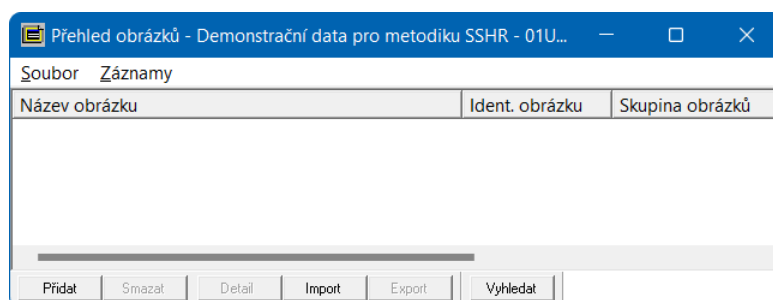 Přehled obrázků - Demonstrační data pro metodiku SSHR - 01U...
Soubor Záznamy
Název obrázku Ident. obrázku Skupina obrázků
Přidat Smazat Detail Import Export Vyhledat